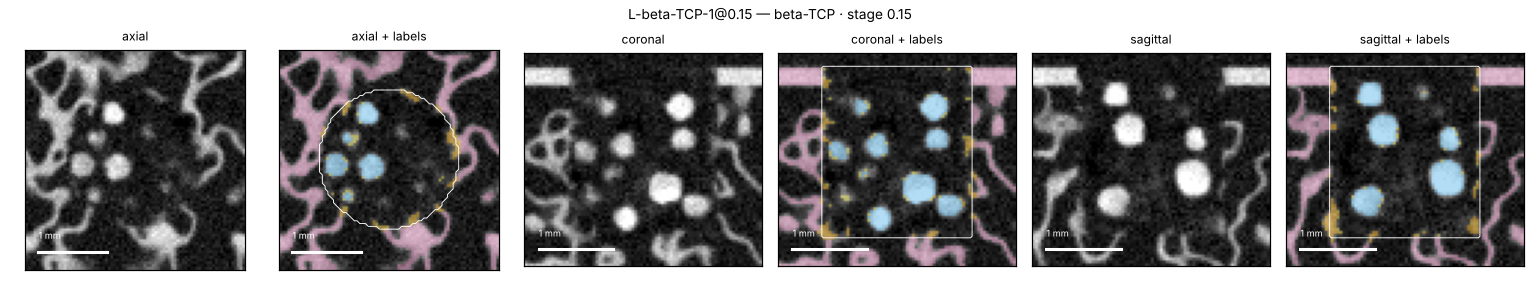 L-beta-TCP-1@0.15 — beta-TCP · stage 0.15
axial
axial + labels
coronal
coronal + labels
sagittal
sagittal + labels
1 mm
1 mm
1 mm
1 mm
1 mm
1 mm